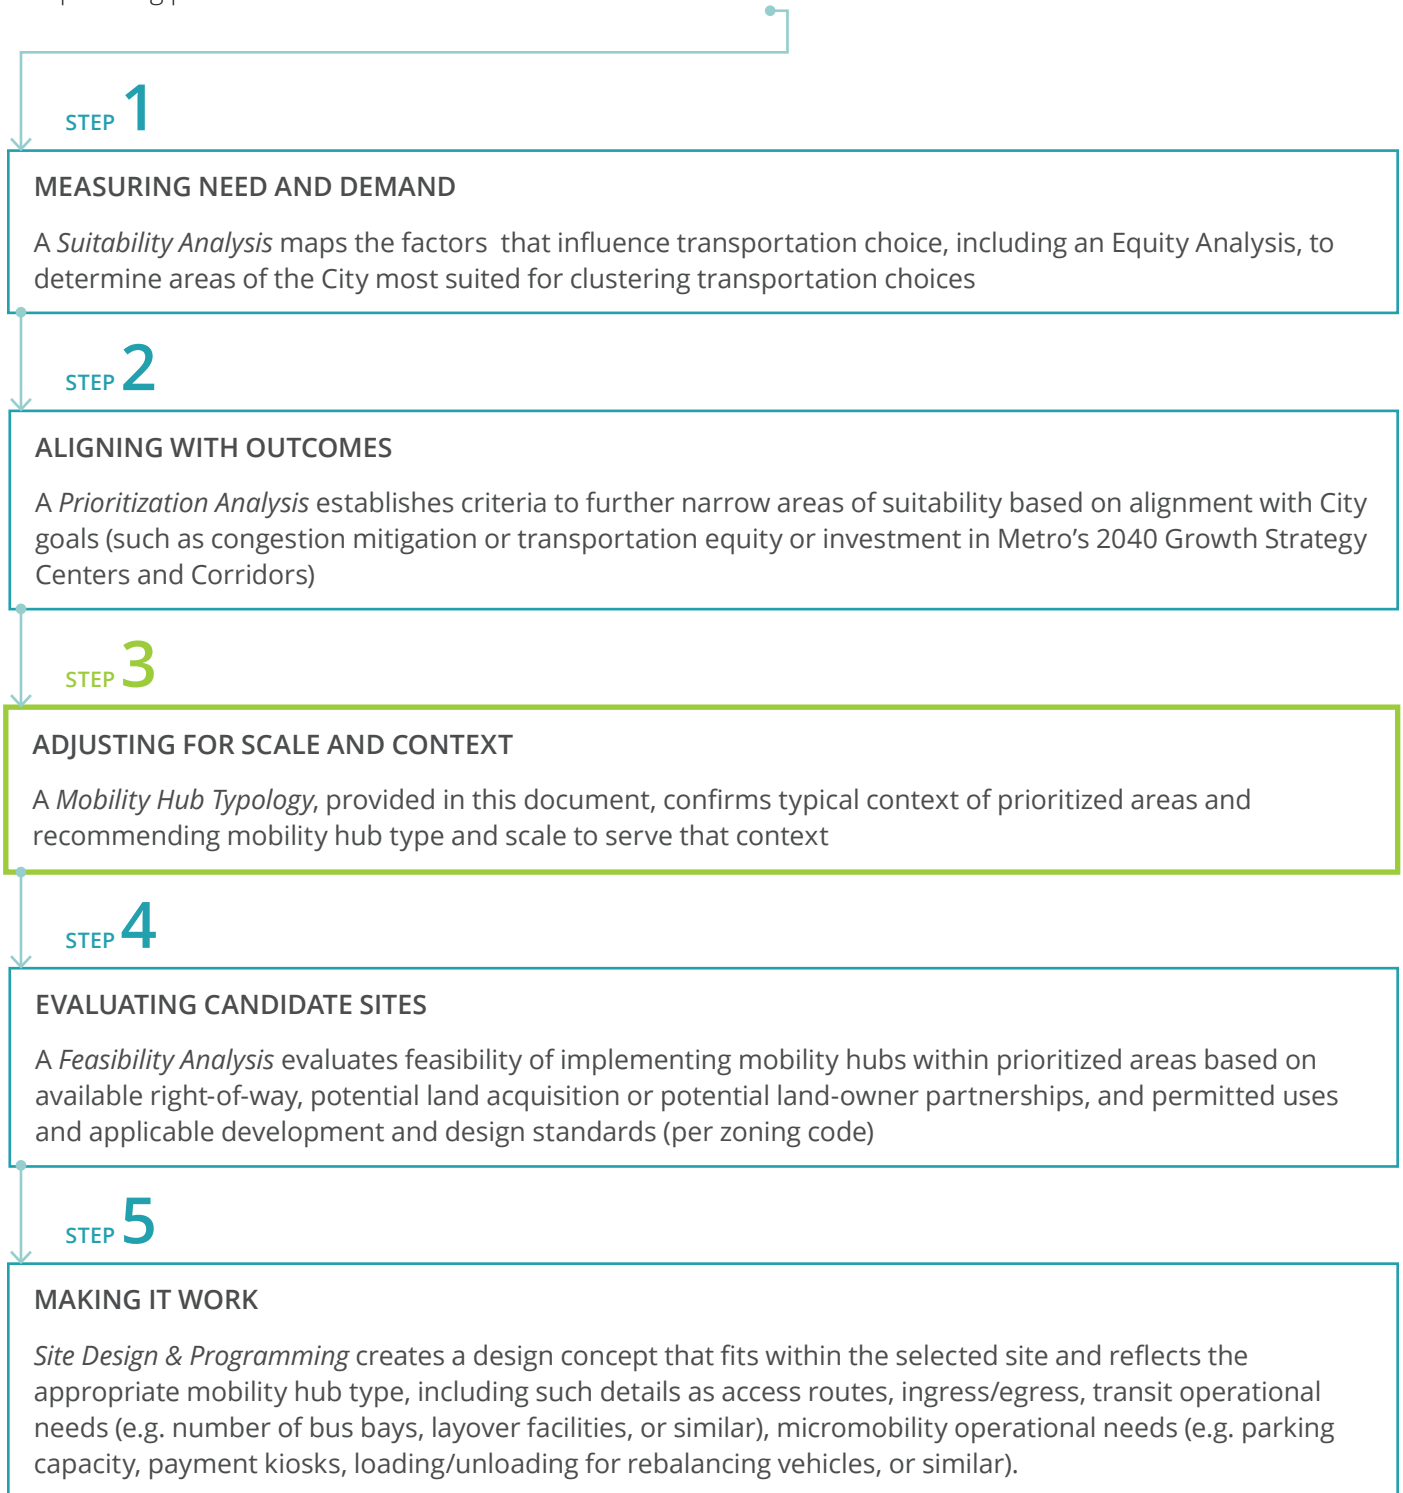 STEP 1
MEASURING NEED AND DEMAND
A Suitability Analysis maps the factors that influence transportation choice, including an Equity Analysis, to
determine areas of the City most suited for clustering transportation choices
STEP 2
ALIGNING WITH OUTCOMES
A Prioritization Analysis establishes criteria to further narrow areas of suitability based on alignment with City
goals (such as congestion mitigation or transportation equity or investment in Metro’s 2040 Growth Strategy
Centers and Corridors)
STEP 3
ADJUSTING FOR SCALE AND CONTEXT
A Mobility Hub Typology, provided in this document, confirms typical context of prioritized areas and
recommending mobility hub type and scale to serve that context
STEP 4
EVALUATING CANDIDATE SITES
A Feasibility Analysis evaluates feasibility of implementing mobility hubs within prioritized areas based on
available right-of-way, potential land acquisition or potential land-owner partnerships, and permitted uses
and applicable development and design standards (per zoning code)
STEP 5
MAKING IT WORK
Site Design & Programming creates a design concept that fits within the selected site and reflects the
appropriate mobility hub type, including such details as access routes, ingress/egress, transit operational
needs (e.g. number of bus bays, layover facilities, or similar), micromobility operational needs (e.g. parking
capacity, payment kiosks, loading/unloading for rebalancing vehicles, or similar).